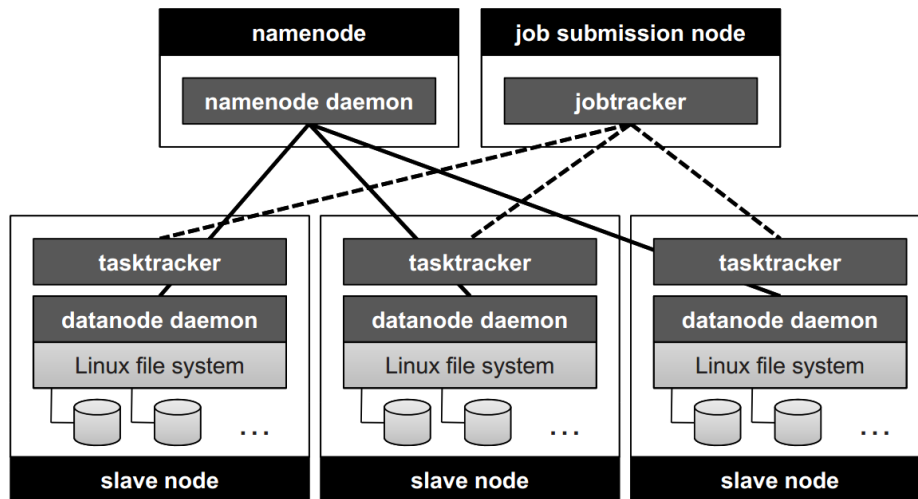 namenode
job submission node
namenode daemon
jobtracker
tasktracker
tasktracker
tasktracker
datanode daemon
datanode daemon
datanode daemon
Linux file system
Linux file system
Linux file system
...
...
...
slave node
slave node
slave node